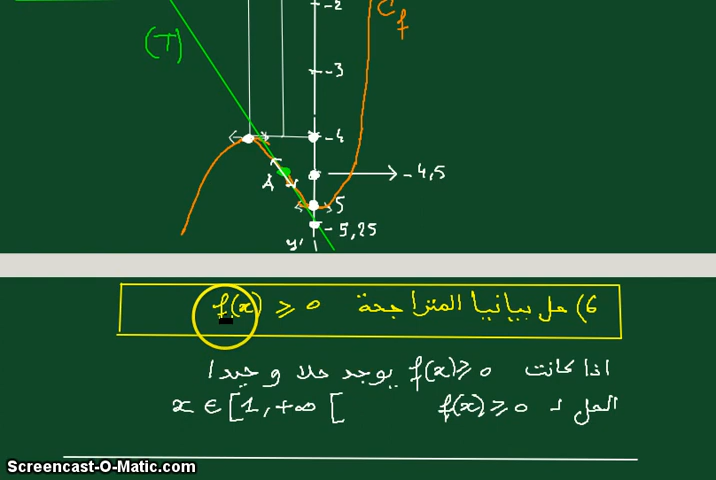 -2
C f
(T)
-3
-4
A
-4,5
-5
-5,25
y'
6) حل بيانيا المتراجحة f(x) ⩾ 0
اذا كانت f(x) ⩾ 0 يوجد حلا وحيدا
الحل لـ f(x) ⩾ 0 x ∈ [1, +∞ [
Screencast-O-Matic.com